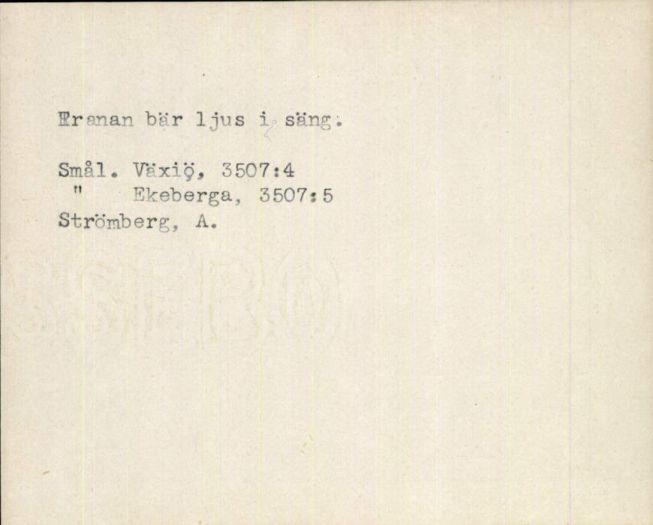 Tranan bär ljus i säng.
Smål. Växiö, 3507:4
" Ekeberga, 3507:5
Strömberg, A.